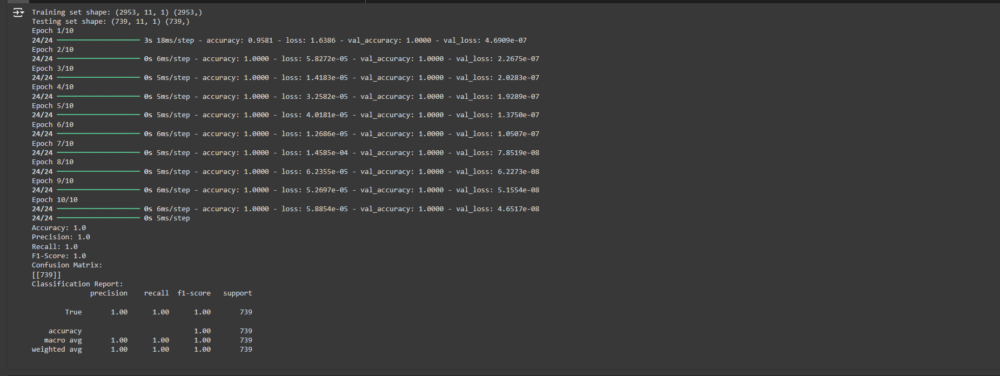 Training set shape: (2953, 11, 1) (2953,)
Testing set shape: (739, 11, 1) (739,)
Epoch 1/10
24/24 ━━━━━━━━━━━━━━━━━━━━ 3s 18ms/step - accuracy: 0.9581 - loss: 1.6386 - val_accuracy: 1.0000 - val_loss: 4.6909e-07
Epoch 2/10
24/24 ━━━━━━━━━━━━━━━━━━━━ 0s 6ms/step - accuracy: 1.0000 - loss: 5.8272e-05 - val_accuracy: 1.0000 - val_loss: 2.2675e-07
Epoch 3/10
24/24 ━━━━━━━━━━━━━━━━━━━━ 0s 5ms/step - accuracy: 1.0000 - loss: 1.4183e-05 - val_accuracy: 1.0000 - val_loss: 2.0283e-07
Epoch 4/10
24/24 ━━━━━━━━━━━━━━━━━━━━ 0s 5ms/step - accuracy: 1.0000 - loss: 3.2582e-05 - val_accuracy: 1.0000 - val_loss: 1.9289e-07
Epoch 5/10
24/24 ━━━━━━━━━━━━━━━━━━━━ 0s 5ms/step - accuracy: 1.0000 - loss: 4.0181e-05 - val_accuracy: 1.0000 - val_loss: 1.3750e-07
Epoch 6/10
24/24 ━━━━━━━━━━━━━━━━━━━━ 0s 6ms/step - accuracy: 1.0000 - loss: 1.2686e-05 - val_accuracy: 1.0000 - val_loss: 1.0507e-07
Epoch 7/10
24/24 ━━━━━━━━━━━━━━━━━━━━ 0s 5ms/step - accuracy: 1.0000 - loss: 1.4585e-04 - val_accuracy: 1.0000 - val_loss: 7.8519e-08
Epoch 8/10
24/24 ━━━━━━━━━━━━━━━━━━━━ 0s 5ms/step - accuracy: 1.0000 - loss: 6.2355e-05 - val_accuracy: 1.0000 - val_loss: 6.2273e-08
Epoch 9/10
24/24 ━━━━━━━━━━━━━━━━━━━━ 0s 6ms/step - accuracy: 1.0000 - loss: 5.2697e-05 - val_accuracy: 1.0000 - val_loss: 5.1554e-08
Epoch 10/10
24/24 ━━━━━━━━━━━━━━━━━━━━ 0s 6ms/step - accuracy: 1.0000 - loss: 5.8854e-05 - val_accuracy: 1.0000 - val_loss: 4.6517e-08
24/24 ━━━━━━━━━━━━━━━━━━━━ 0s 5ms/step
Accuracy: 1.0
Precision: 1.0
Recall: 1.0
F1-Score: 1.0
Confusion Matrix:
[[739]]
Classification Report:
precision recall f1-score support
True 1.00 1.00 1.00 739
accuracy 1.00 739
macro avg 1.00 1.00 1.00 739
weighted avg 1.00 1.00 1.00 739